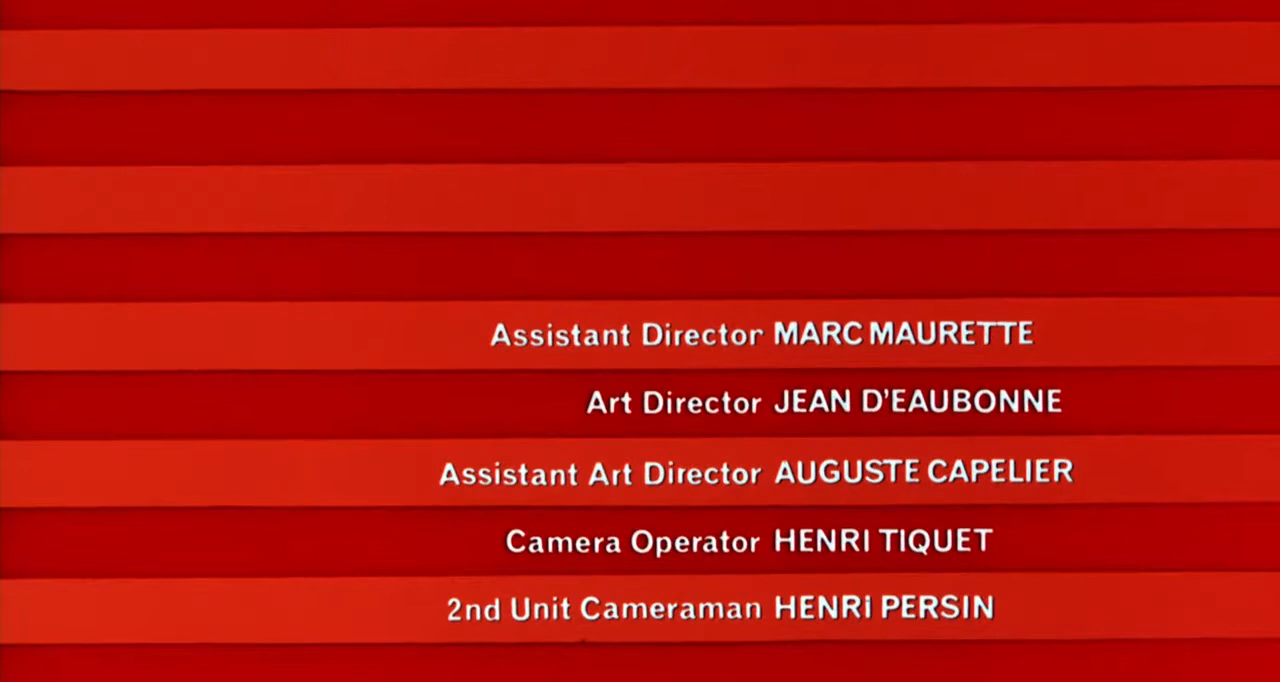 Assistant Director MARC MAURETTE
Art Director JEAN D'EAUBONNE
Assistant Art Director AUGUSTE CAPELIER
Camera Operator HENRI TIQUET
2nd Unit Cameraman HENRi PERSIN